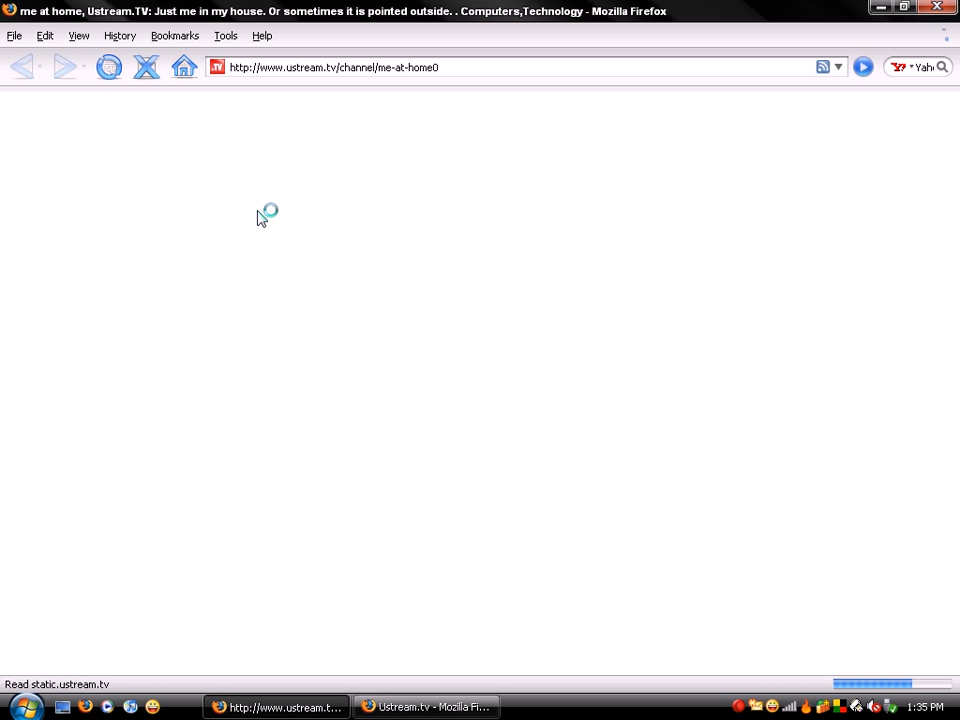 me at home, Ustream.TV: Just me in my house. Or sometimes it is pointed outside. . Computers,Technology - Mozilla Firefox
File Edit View History Bookmarks Tools Help
.TV http://www.ustream.tv/channel/me-at-home0
Read static.ustream.tv
http://www.ustream.t... Ustream.tv - Mozilla Fi... 1:35 PM